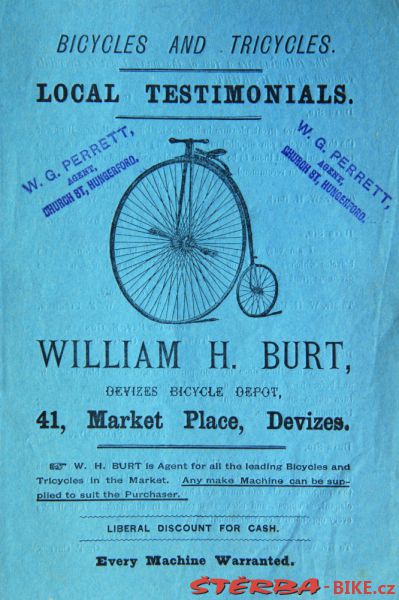 BICYCLES AND TRICYCLES.
LOCAL TESTIMONIALS.
W. G. PERRETT,
AGENT,
CHURCH ST, HUNGERFORD.
W. G. PERRETT,
AGENT,
CHURCH ST, HUNGERFORD.
WILLIAM H. BURT,
DEVIZES BICYCLE DEPOT,
41, Market Place, Devizes.
☞ W. H. BURT is Agent for all the leading Bicycles and
Tricycles in the Market. Any make Machine can be sup-
plied to suit the Purchaser.
LIBERAL DISCOUNT FOR CASH.
Every Machine Warranted.
ŠTĚRBA-BIKE.cz